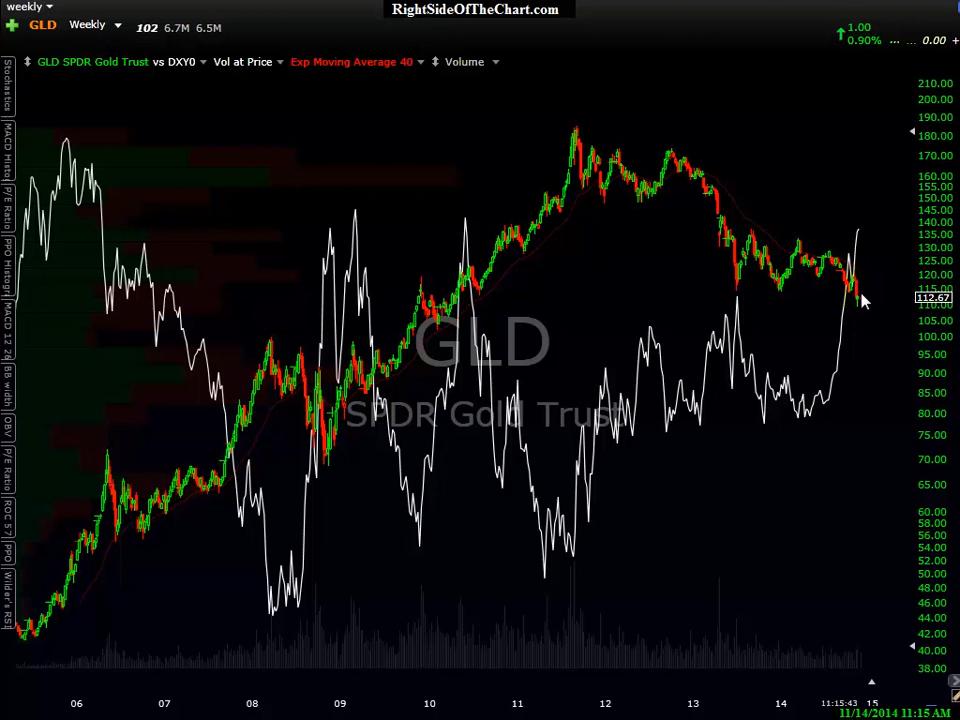 weekly
RightSideOfTheChart.com
GLD Weekly 102 6.7M 6.5M
1.00
0.90% ... ... 0.00 +
GLD SPDR Gold Trust vs DXY0 Vol at Price Exp Moving Average 40 Volume
Stochastics
MACD Histo
P/E Ratio
PPO Histogr
MACD 12 26
BB width
OBV
P/E Ratio
ROC 57
PPO
Wilder's RSI
210.00
200.00
190.00
180.00
170.00
160.00
155.00
150.00
145.00
140.00
135.00
130.00
125.00
120.00
115.00
112.67
110.00
105.00
100.00
95.00
90.00
85.00
80.00
75.00
70.00
65.00
60.00
58.00
56.00
54.00
52.00
50.00
48.00
46.00
44.00
42.00
40.00
38.00
GLD
SPDR Gold Trust
06 07 08 09 10 11 12 13 14 11:15:43 15
11/14/2014 11:15 AM